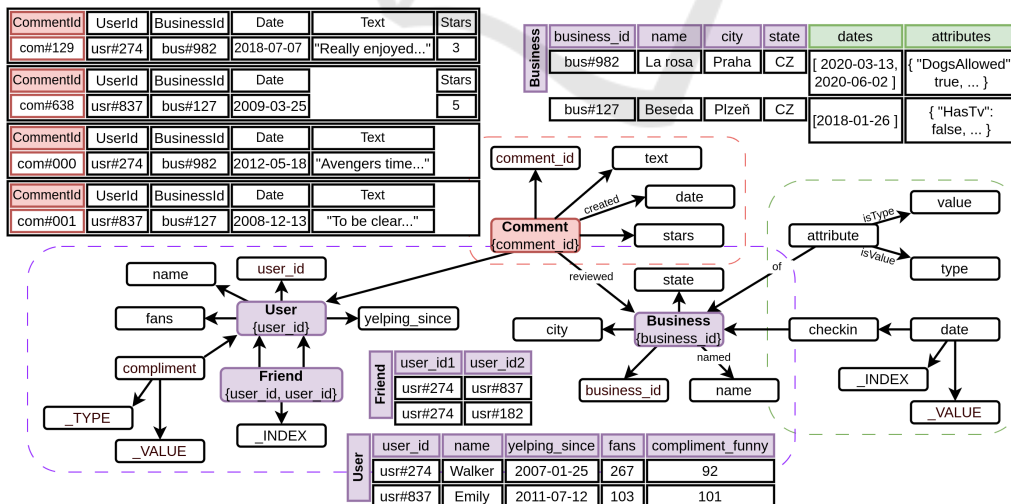 CommentId UserId BusinessId Date Text Stars
com#129 usr#274 bus#982 2018-07-07 "Really enjoyed..." 3
CommentId UserId BusinessId Date Stars
com#638 usr#837 bus#127 2009-03-25 5
CommentId UserId BusinessId Date Text
com#000 usr#274 bus#982 2012-05-18 "Avengers time..."
CommentId UserId BusinessId Date Text
com#001 usr#837 bus#127 2008-12-13 "To be clear..."
Business
business_id name city state dates attributes
bus#982 La rosa Praha CZ [ 2020-03-13, { "DogsAllowed"
2020-06-02 ] true, ... }
bus#127 Beseda Plzeň CZ [2018-01-26 ] { "HasTv":
false, ... }
comment_id
text
created
date
Comment
{comment_id}
stars
reviewed
of
attribute
isType
value
isValue
type
name
user_id
fans
User
{user_id}
yelping_since
compliment
Friend
{user_id, user_id}
_TYPE
_VALUE
_INDEX
state
city
Business
{business_id}
named
business_id
name
checkin
date
_INDEX
_VALUE
Friend
user_id1 user_id2
usr#274 usr#837
usr#274 usr#182
User
user_id name yelping_since fans compliment_funny
usr#274 Walker 2007-01-25 267 92
usr#837 Emily 2011-07-12 103 101